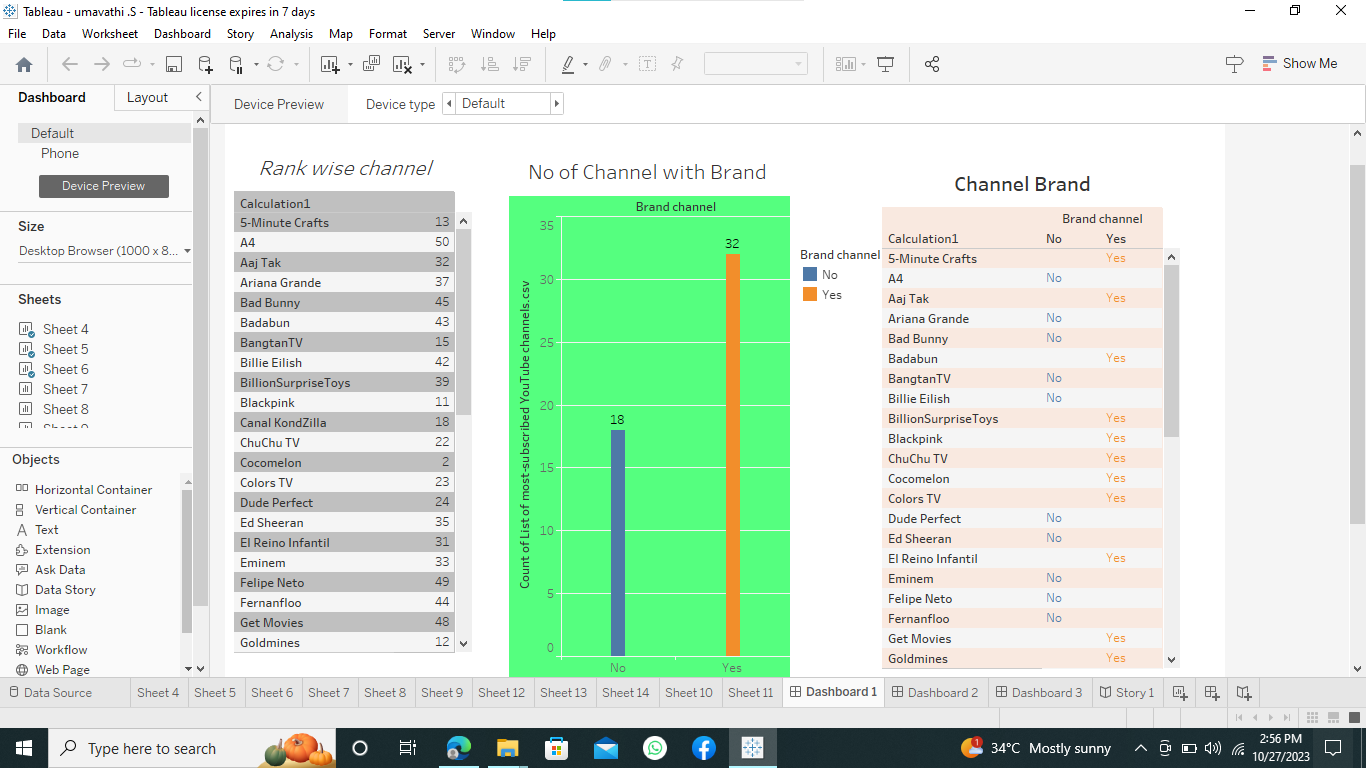 Tableau - umavathi .S - Tableau license expires in 7 days
File Data Worksheet Dashboard Story Analysis Map Format Server Window Help
Show Me
Dashboard Layout
Default
Phone
Device Preview
Size
Desktop Browser (1000 x 8...
Sheets
Sheet 4
Sheet 5
Sheet 6
Sheet 7
Sheet 8
Objects
Horizontal Container
Vertical Container
Text
Extension
Ask Data
Data Story
Image
Blank
Workflow
Web Page
Device Preview Device type Default
Rank wise channel
Calculation1
5-Minute Crafts 13
A4 50
Aaj Tak 32
Ariana Grande 37
Bad Bunny 45
Badabun 43
BangtanTV 15
Billie Eilish 42
BillionSurpriseToys 39
Blackpink 11
Canal KondZilla 18
ChuChu TV 22
Cocomelon 2
Colors TV 23
Dude Perfect 24
Ed Sheeran 35
El Reino Infantil 31
Eminem 33
Felipe Neto 49
Fernanfloo 44
Get Movies 48
Goldmines 12
No of Channel with Brand
Brand channel
Count of List of most-subscribed YouTube channels.csv
35
30
25
20
15
10
5
0
18
32
No Yes
Brand channel
No
Yes
Channel Brand
Brand channel
Calculation1 No Yes
5-Minute Crafts Yes
A4 No
Aaj Tak Yes
Ariana Grande No
Bad Bunny No
Badabun Yes
BangtanTV No
Billie Eilish No
BillionSurpriseToys Yes
Blackpink Yes
ChuChu TV Yes
Cocomelon Yes
Colors TV Yes
Dude Perfect No
Ed Sheeran No
El Reino Infantil Yes
Eminem No
Felipe Neto No
Fernanfloo No
Get Movies Yes
Goldmines Yes
Data Source Sheet 4 Sheet 5 Sheet 6 Sheet 7 Sheet 8 Sheet 9 Sheet 12 Sheet 13 Sheet 14 Sheet 10 Sheet 11 Dashboard 1 Dashboard 2 Dashboard 3 Story 1
Type here to search
1
34°C Mostly sunny
2:56 PM
10/27/2023